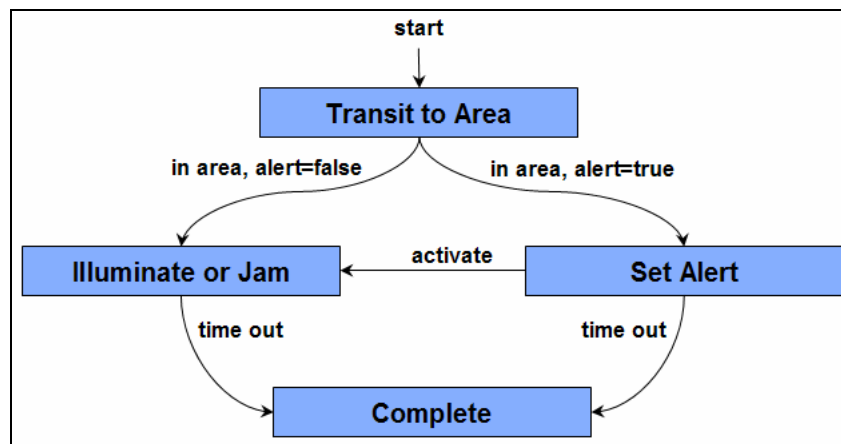 start
Transit to Area
in area, alert=false
in area, alert=true
Illuminate or Jam
activate
Set Alert
time out
time out
Complete